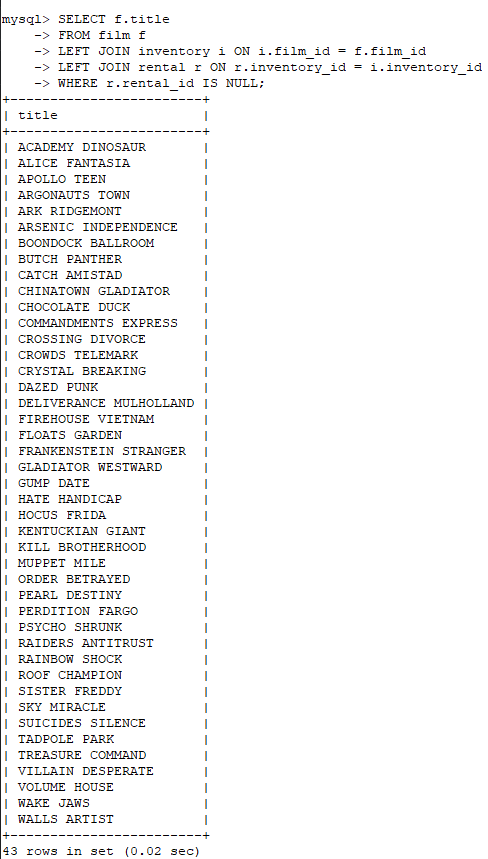 mysql> SELECT f.title
    -> FROM film f
    -> LEFT JOIN inventory i ON i.film_id = f.film_id
    -> LEFT JOIN rental r ON r.inventory_id = i.inventory_id
    -> WHERE r.rental_id IS NULL;
+------------------------+
| title                  |
+------------------------+
| ACADEMY DINOSAUR       |
| ALICE FANTASIA         |
| APOLLO TEEN            |
| ARGONAUTS TOWN         |
| ARK RIDGEMONT          |
| ARSENIC INDEPENDENCE   |
| BOONDOCK BALLROOM      |
| BUTCH PANTHER          |
| CATCH AMISTAD          |
| CHINATOWN GLADIATOR    |
| CHOCOLATE DUCK         |
| COMMANDMENTS EXPRESS   |
| CROSSING DIVORCE       |
| CROWDS TELEMARK        |
| CRYSTAL BREAKING       |
| DAZED PUNK             |
| DELIVERANCE MULHOLLAND |
| FIREHOUSE VIETNAM      |
| FLOATS GARDEN          |
| FRANKENSTEIN STRANGER  |
| GLADIATOR WESTWARD     |
| GUMP DATE              |
| HATE HANDICAP          |
| HOCUS FRIDA            |
| KENTUCKIAN GIANT       |
| KILL BROTHERHOOD       |
| MUPPET MILE            |
| ORDER BETRAYED         |
| PEARL DESTINY          |
| PERDITION FARGO        |
| PSYCHO SHRUNK          |
| RAIDERS ANTITRUST      |
| RAINBOW SHOCK          |
| ROOF CHAMPION          |
| SISTER FREDDY          |
| SKY MIRACLE            |
| SUICIDES SILENCE       |
| TADPOLE PARK           |
| TREASURE COMMAND       |
| VILLAIN DESPERATE      |
| VOLUME HOUSE           |
| WAKE JAWS              |
| WALLS ARTIST           |
+------------------------+
43 rows in set (0.02 sec)